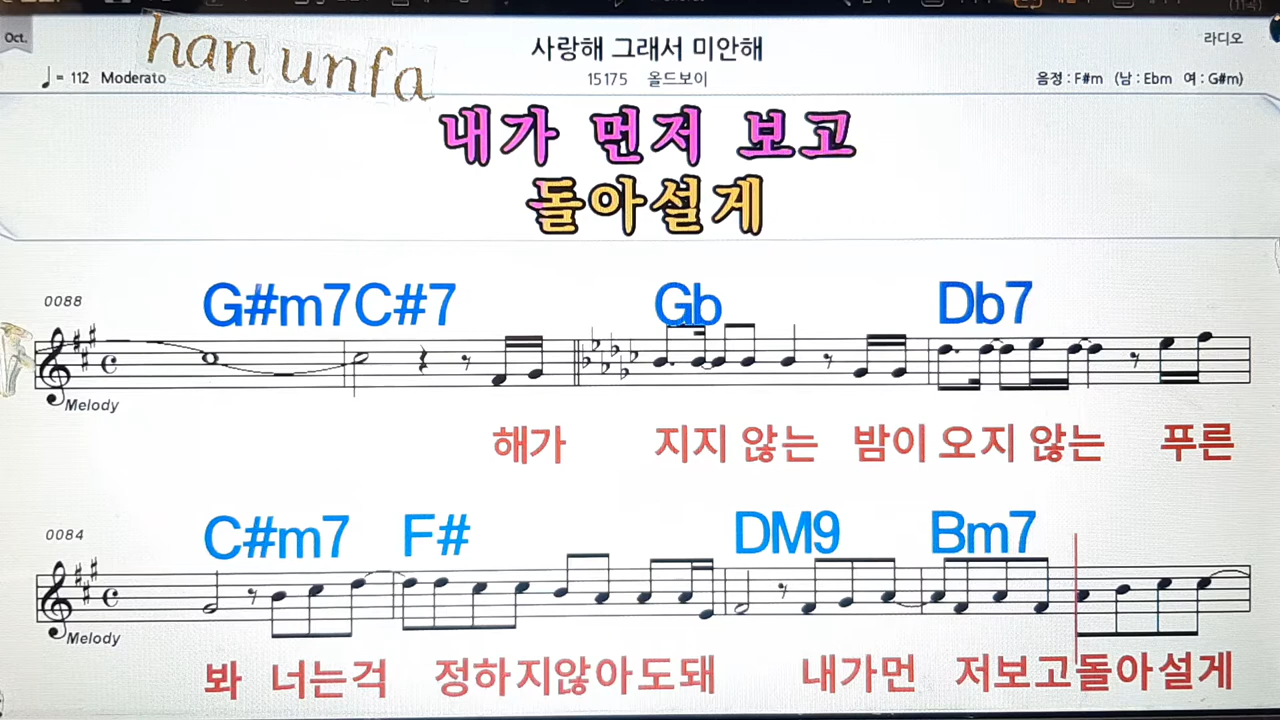 Oct.
han unfa
사랑해 그래서 미안해
라디오
♩= 112 Moderato
15175 올드보이
음정 : F#m (남 : Ebm 여 : G#m)
내가 먼저 보고
돌아설게
0088
G#m7 C#7 Gb Db7
Melody
해가 지지 않는 밤이 오지 않는 푸른
0084
C#m7 F# DM9 Bm7
Melody
봐 너는걱 정하지않아도돼 내가먼 저보고돌아설게